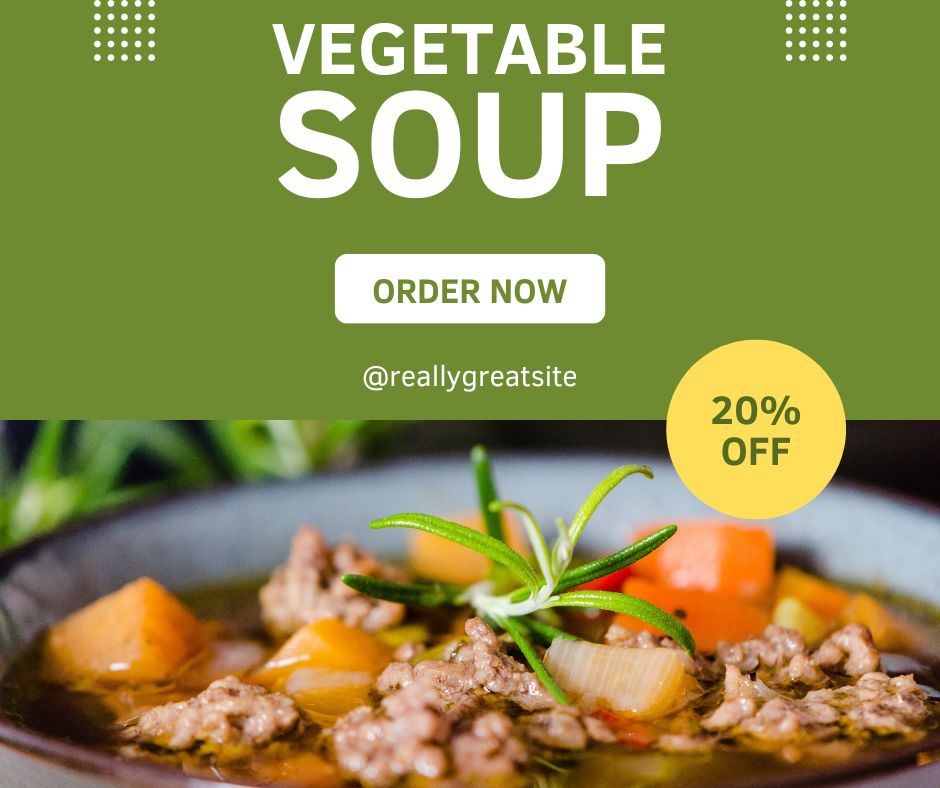 VEGETABLE
SOUP
ORDER NOW
@reallygreatsite
20%
OFF